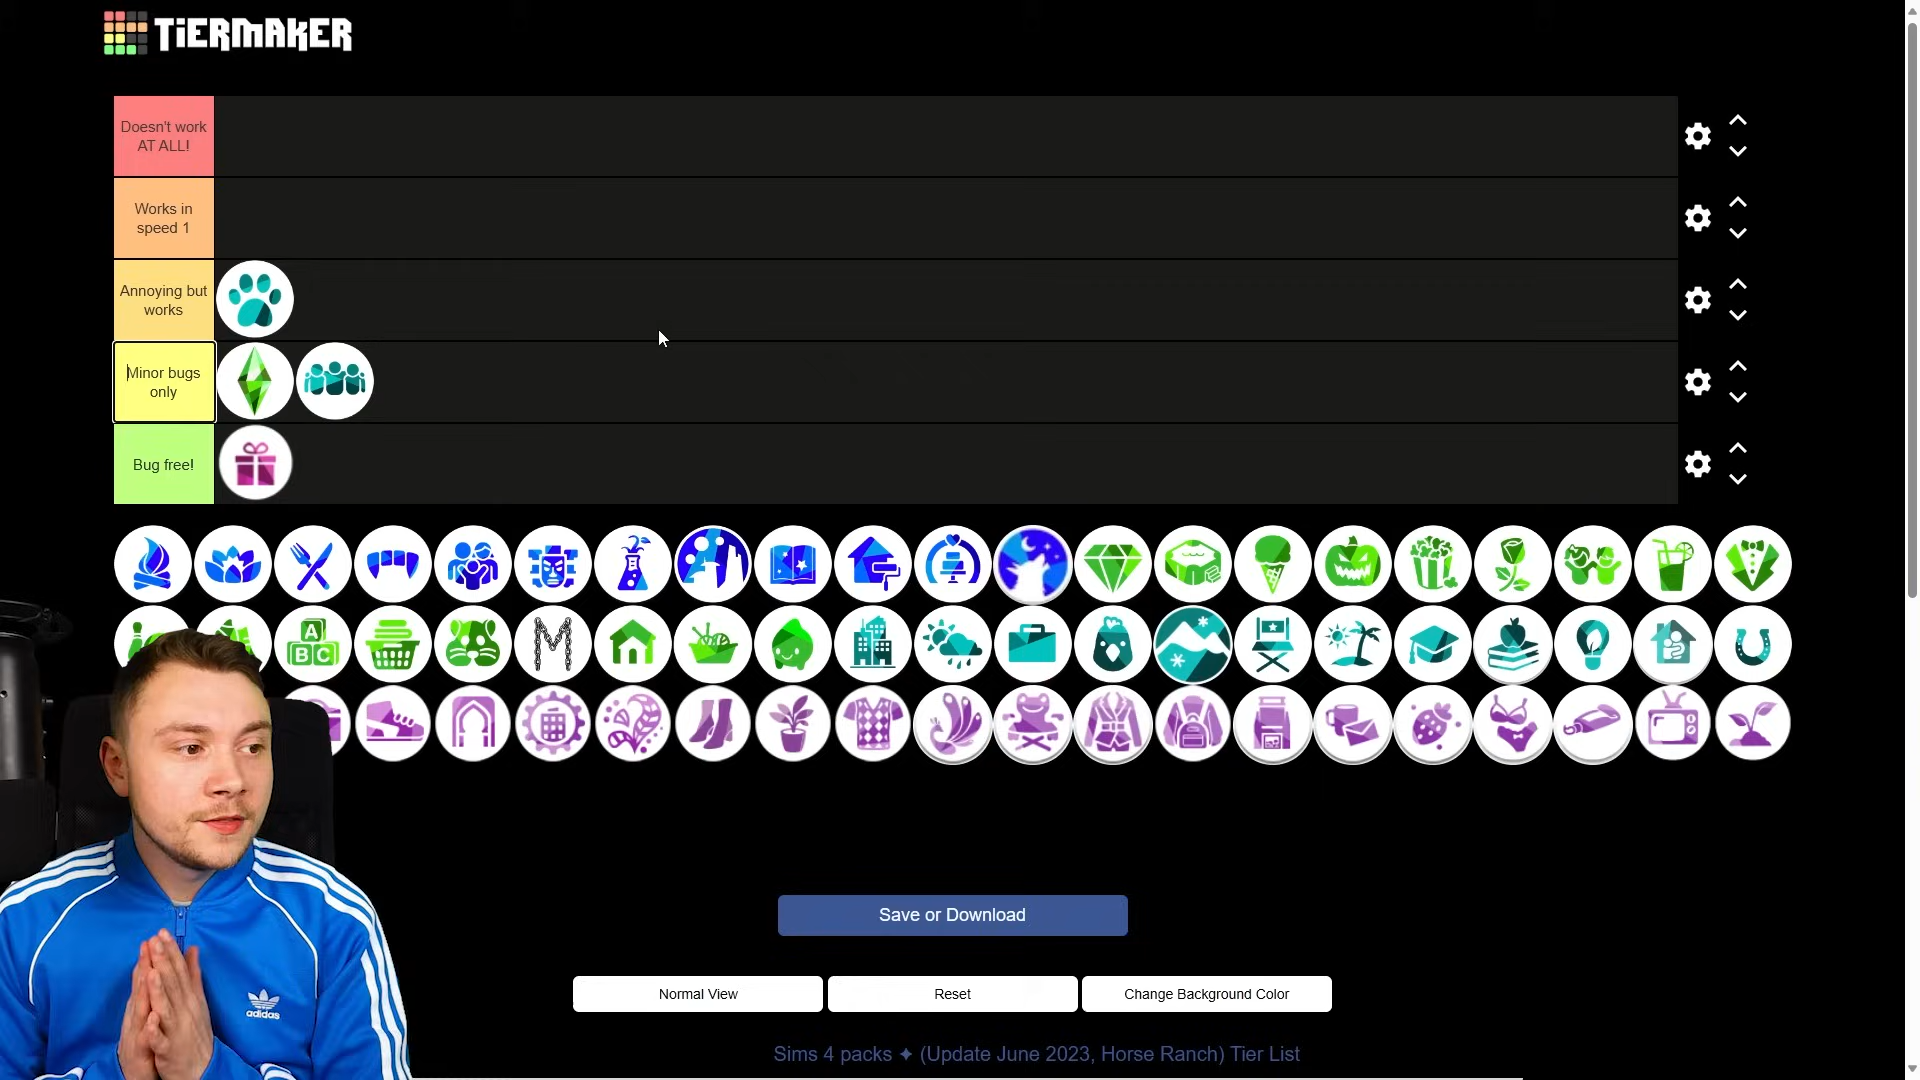 TiERMAKER
Doesn't work
AT ALL!
Works in
speed 1
Annoying but
works
Minor bugs
only
Bug free!
A
B C
M
adidas
Save or Download
Normal View
Reset
Change Background Color
Sims 4 packs ✦ (Update June 2023, Horse Ranch) Tier List